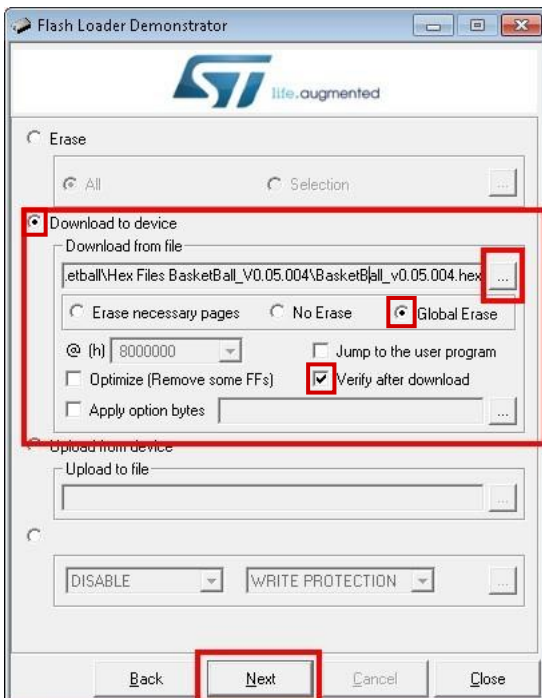 Flash Loader Demonstrator
ST life.augmented
Erase
All Selection ...
Download to device
Download from file
.etball\Hex Files BasketBall_V0.05.004\BasketBall_v0.05.004.hex ...
Erase necessary pages No Erase Global Erase
@ (h) 8000000 Jump to the user program
Optimize (Remove some FFs) Verify after download
Apply option bytes ...
Upload from device
Upload to file
...
DISABLE WRITE PROTECTION ...
Back Next Cancel Close